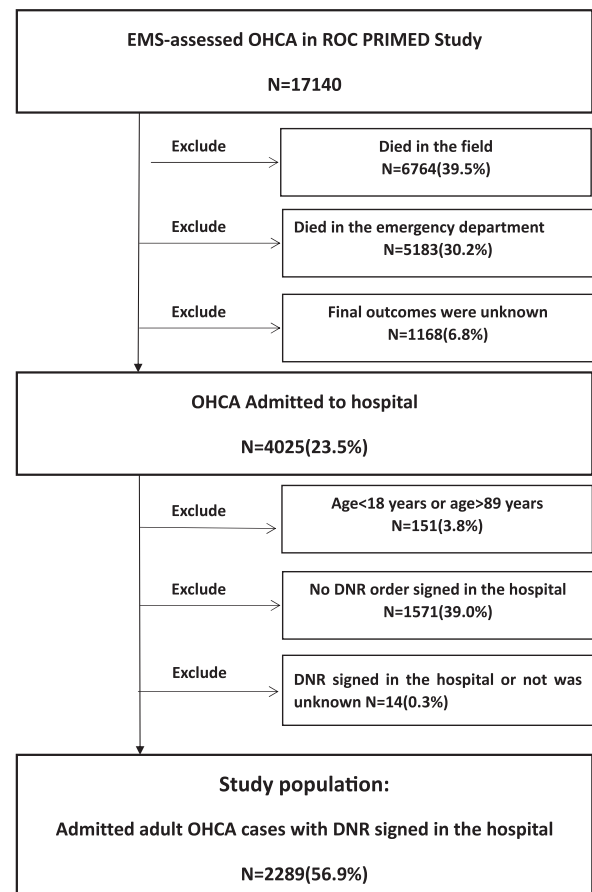 EMS-assessed OHCA in ROC PRIMED Study
N=17140
Exclude
Died in the field
N=6764(39.5%)
Exclude
Died in the emergency department
N=5183(30.2%)
Exclude
Final outcomes were unknown
N=1168(6.8%)
OHCA Admitted to hospital
N=4025(23.5%)
Exclude
Age<18 years or age>89 years
N=151(3.8%)
Exclude
No DNR order signed in the hospital
N=1571(39.0%)
Exclude
DNR signed in the hospital or not was
unknown N=14(0.3%)
Study population:
Admitted adult OHCA cases with DNR signed in the hospital
N=2289(56.9%)